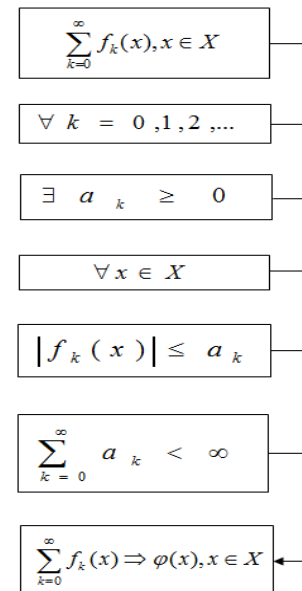 ∑_{k=0}^{∞} f_k(x), x ∈ X
∀ k = 0 ,1 , 2 ,...
∃ a_k ≥ 0
∀ x ∈ X
|f_k ( x )| ≤ a_k
∑_{k = 0}^{∞} a_k < ∞
∑_{k=0}^{∞} f_k(x) ⇒ φ(x), x ∈ X